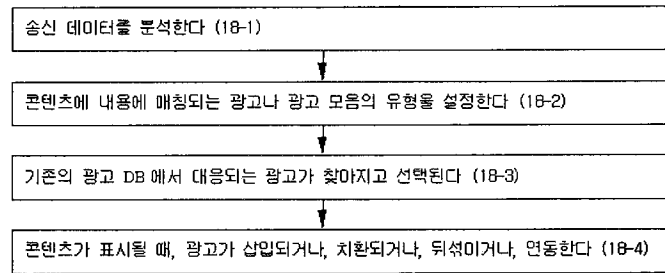 송신 데이터를 분석한다 (18-1)
콘텐츠에 내용에 매칭되는 광고나 광고 모음의 유형을 설정한다 (18-2)
기존의 광고 DB 에서 대응되는 광고가 찾아지고 선택된다 (18-3)
콘텐츠가 표시될 때, 광고가 삽입되거나, 치환되거나, 뒤섞이거나, 연동한다 (18-4)